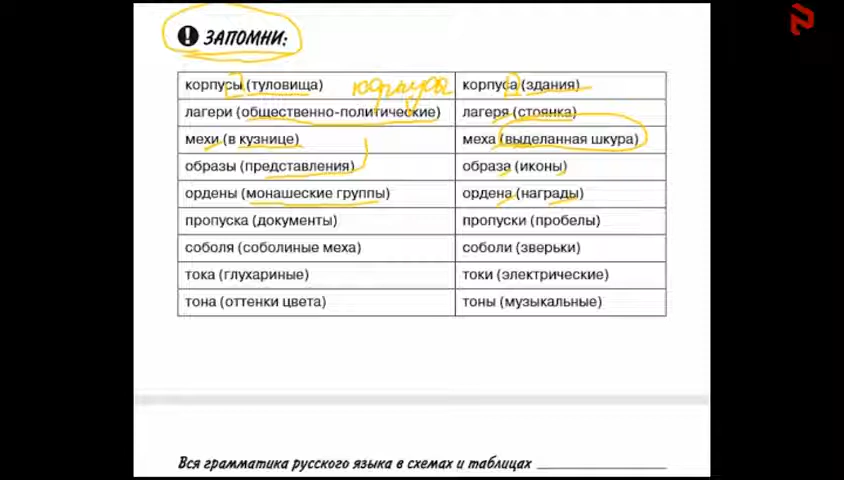 ! ЗАПОМНИ:
корпусы (туловища) корпусы корпуса (здания)
лагери (общественно-политические) лагеря (стоянка)
мехи (в кузнице) меха (выделанная шкура)
образы (представления) образа (иконы)
ордены (монашеские группы) ордена (награды)
пропуска (документы) пропуски (пробелы)
соболя (соболиные меха) соболи (зверьки)
тока (глухариные) токи (электрические)
тона (оттенки цвета) тоны (музыкальные)
Вся грамматика русского языка в схемах и таблицах